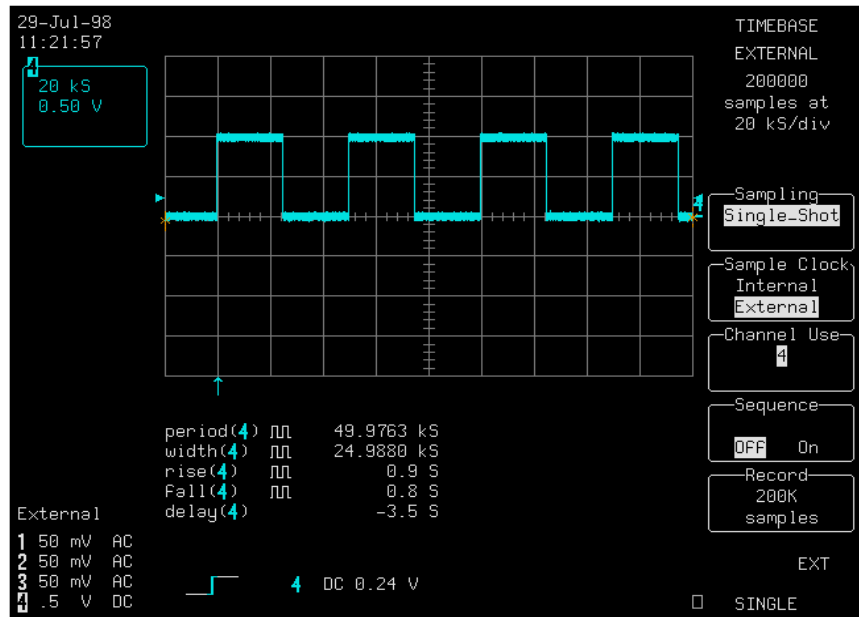 29-Jul-98
11:21:57
4
20 kS
0.50 V
TIMEBASE
EXTERNAL
200000
samples at
20 kS/div
4
Sampling
Single-Shot
Sample Clock
Internal
External
Channel Use
4
Sequence
OFF On
Record
200K
samples
period(4) 49.9763 kS
width(4) 24.9880 kS
rise(4) 0.9 S
Fall(4) 0.8 S
delay(4) -3.5 S
External
1 50 mV AC
2 50 mV AC
3 50 mV AC
4 .5 V DC
4 DC 0.24 V
EXT
SINGLE